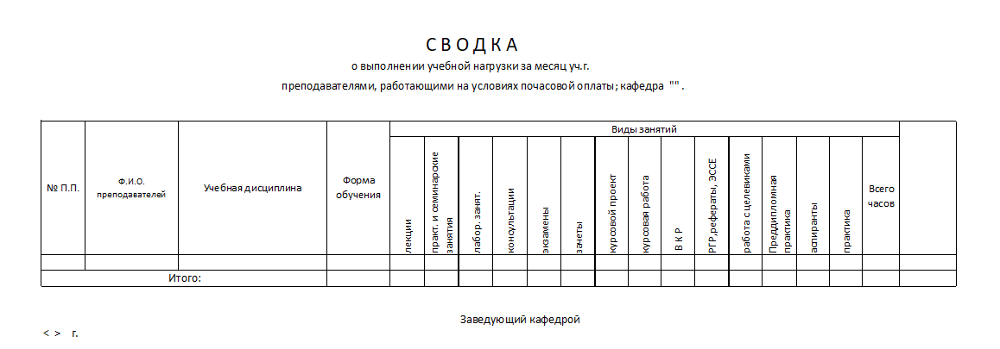 С В О Д К А
о выполнении учебной нагрузки за месяц уч.г.
преподавателями, работающими на условиях почасовой оплаты; кафедра "" .
Виды занятий
№ П.П.
Ф.И.О.
преподавателей
Учебная дисциплина
Форма
обучения
лекции
практ. и семинарские
занятия
лабор. занят.
консультации
экзамены
зачеты
курсовой проект
курсовая работа
В К Р
РГР,рефераты, ЭССЕ
работа с целевиками
Преддипломная
практика
аспиранты
практика
Всего
часов
Итого:
Заведующий кафедрой
< > г.